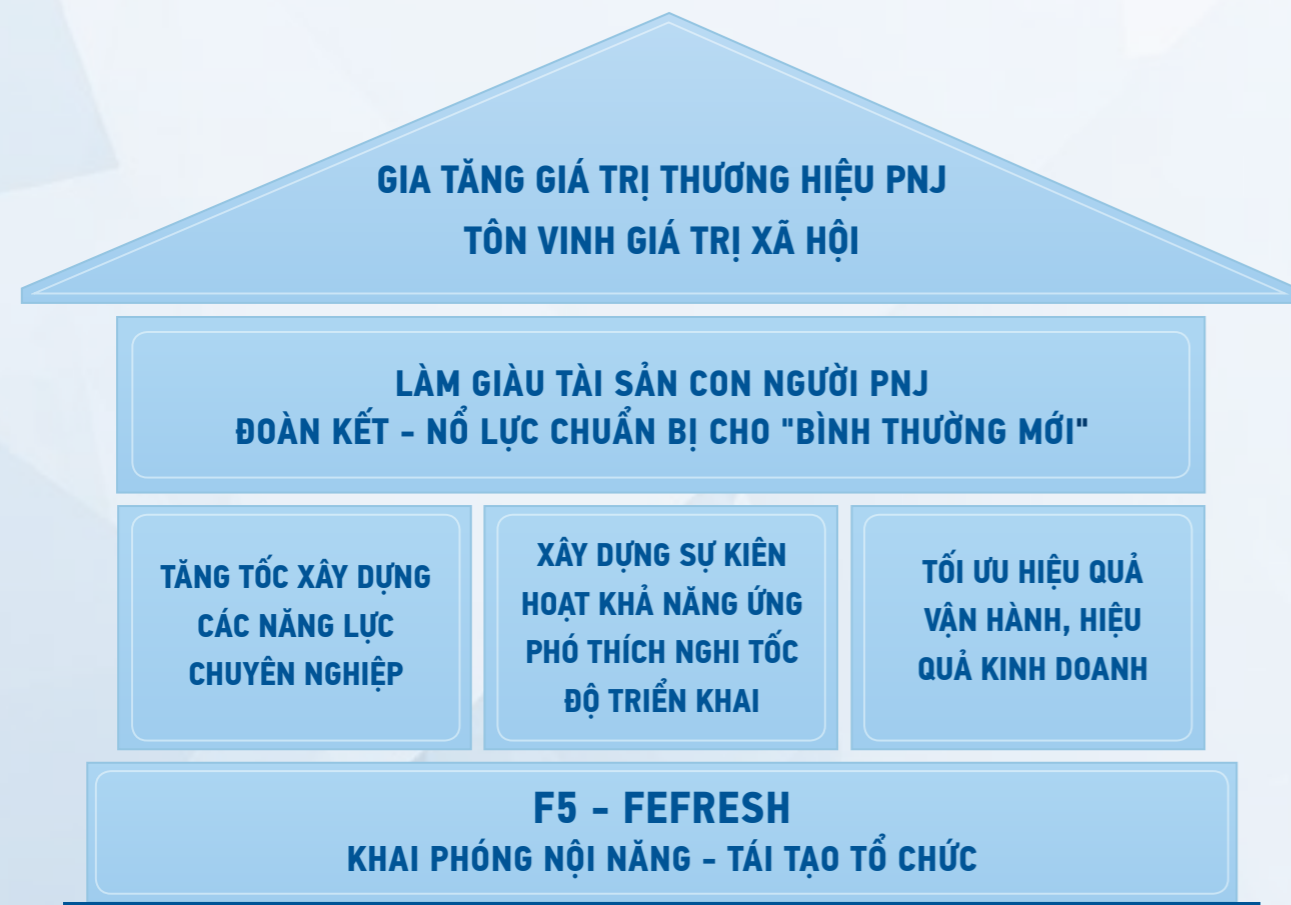 GIA TĂNG GIÁ TRỊ THƯƠNG HIỆU PNJ
TÔN VINH GIÁ TRỊ XÃ HỘI
LÀM GIÀU TÀI SẢN CON NGƯỜI PNJ
ĐOÀN KẾT - NỔ LỰC CHUẨN BỊ CHO "BÌNH THƯỜNG MỚI"
TĂNG TỐC XÂY DỰNG
CÁC NĂNG LỰC
CHUYÊN NGHIỆP
XÂY DỰNG SỰ KIÊN
HOẠT KHẢ NĂNG ỨNG
PHÓ THÍCH NGHI TỐC
ĐỘ TRIỂN KHAI
TỐI ƯU HIỆU QUẢ
VẬN HÀNH, HIỆU
QUẢ KINH DOANH
F5 - FEFRESH
KHAI PHÓNG NỘI NĂNG - TÁI TẠO TỔ CHỨC